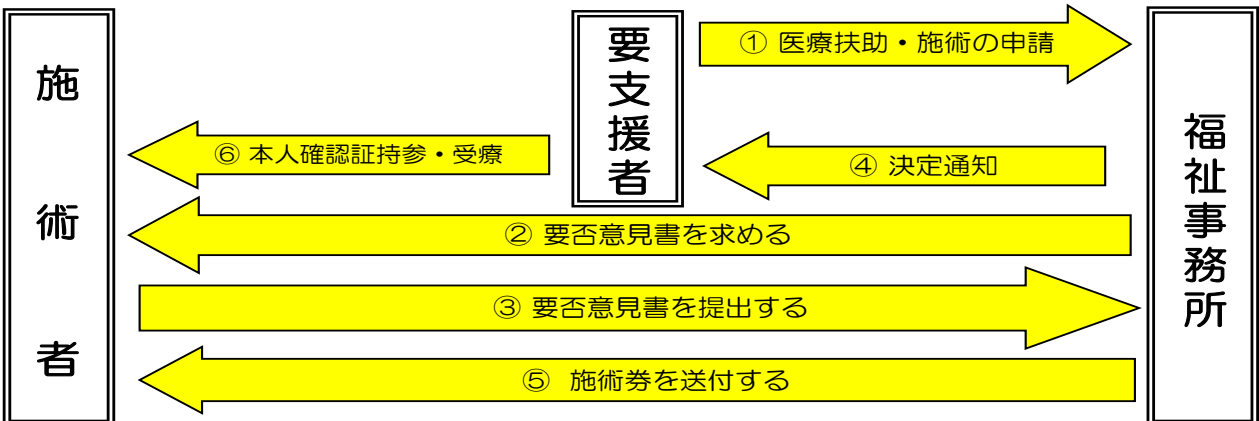 施術者
要支援者
福祉事務所
① 医療扶助・施術の申請
⑥ 本人確認証持参・受療
④ 決定通知
② 要否意見書を求める
③ 要否意見書を提出する
⑤ 施術券を送付する